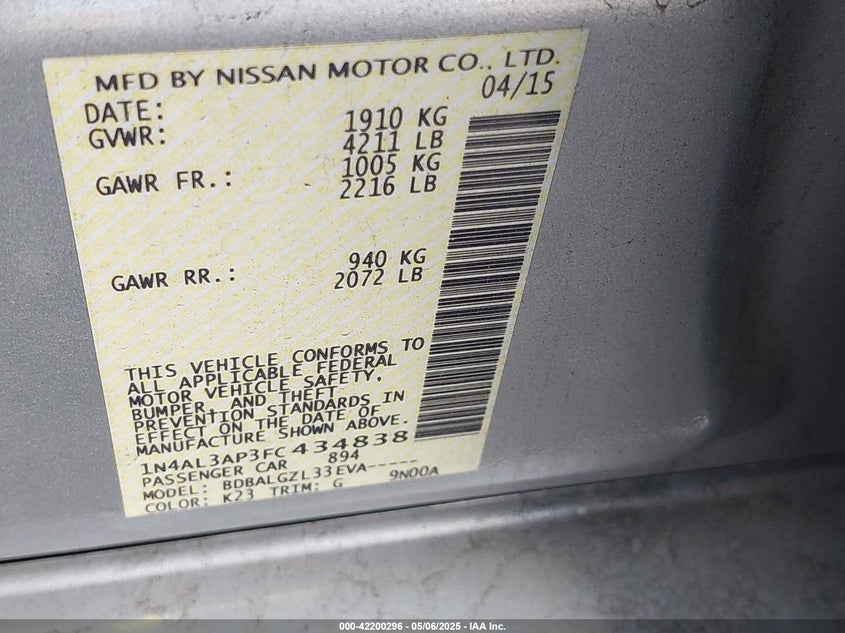 MFD BY NISSAN MOTOR CO., LTD.
DATE: 04/15
GVWR: 1910 KG
4211 LB
GAWR FR.: 1005 KG
2216 LB
GAWR RR.: 940 KG
2072 LB
THIS VEHICLE CONFORMS TO
ALL APPLICABLE FEDERAL
MOTOR VEHICLE SAFETY,
BUMPER, AND THEFT
PREVENTION STANDARDS IN
EFFECT ON THE DATE OF
MANUFACTURE SHOWN ABOVE.
1N4AL3AP3FC434838
PASSENGER CAR 894
MODEL: BDBALGZL33EVA-----
COLOR: K23 TRIM: G 9N00A
000-42200296 - 05/06/2025 - IAA Inc.